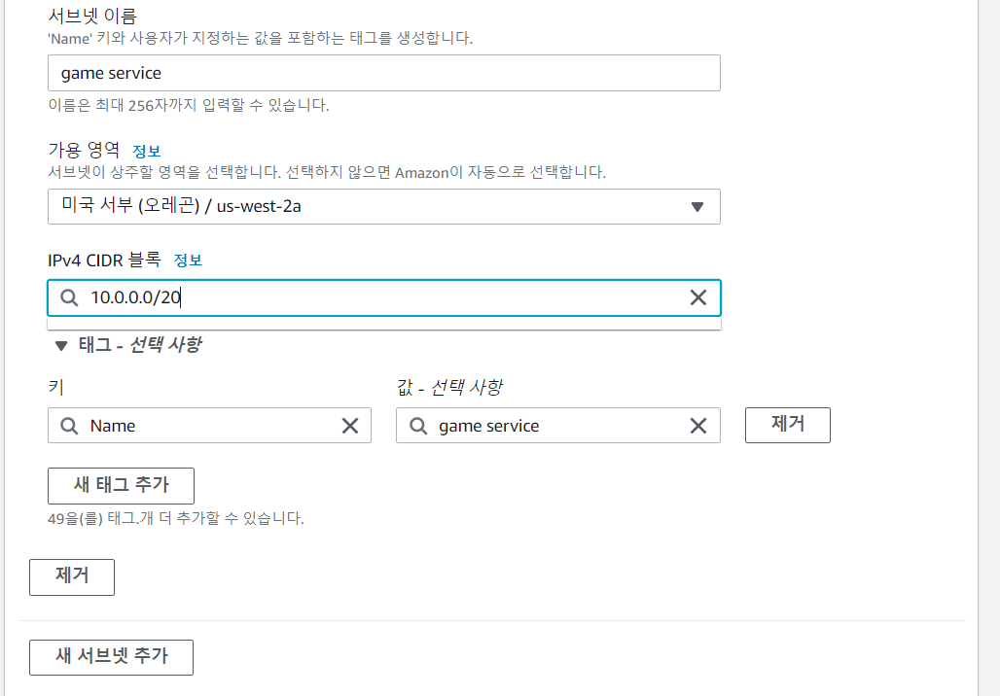 서브넷 이름
'Name' 키와 사용자가 지정하는 값을 포함하는 태그를 생성합니다.
game service
이름은 최대 256자까지 입력할 수 있습니다.
가용 영역 정보
서브넷이 상주할 영역을 선택합니다. 선택하지 않으면 Amazon이 자동으로 선택합니다.
미국 서부 (오레곤) / us-west-2a
IPv4 CIDR 블록 정보
10.0.0.0/20
태그 - 선택 사항
키 값 - 선택 사항
Name game service 제거
새 태그 추가
49을(를) 태그.개 더 추가할 수 있습니다.
제거
새 서브넷 추가